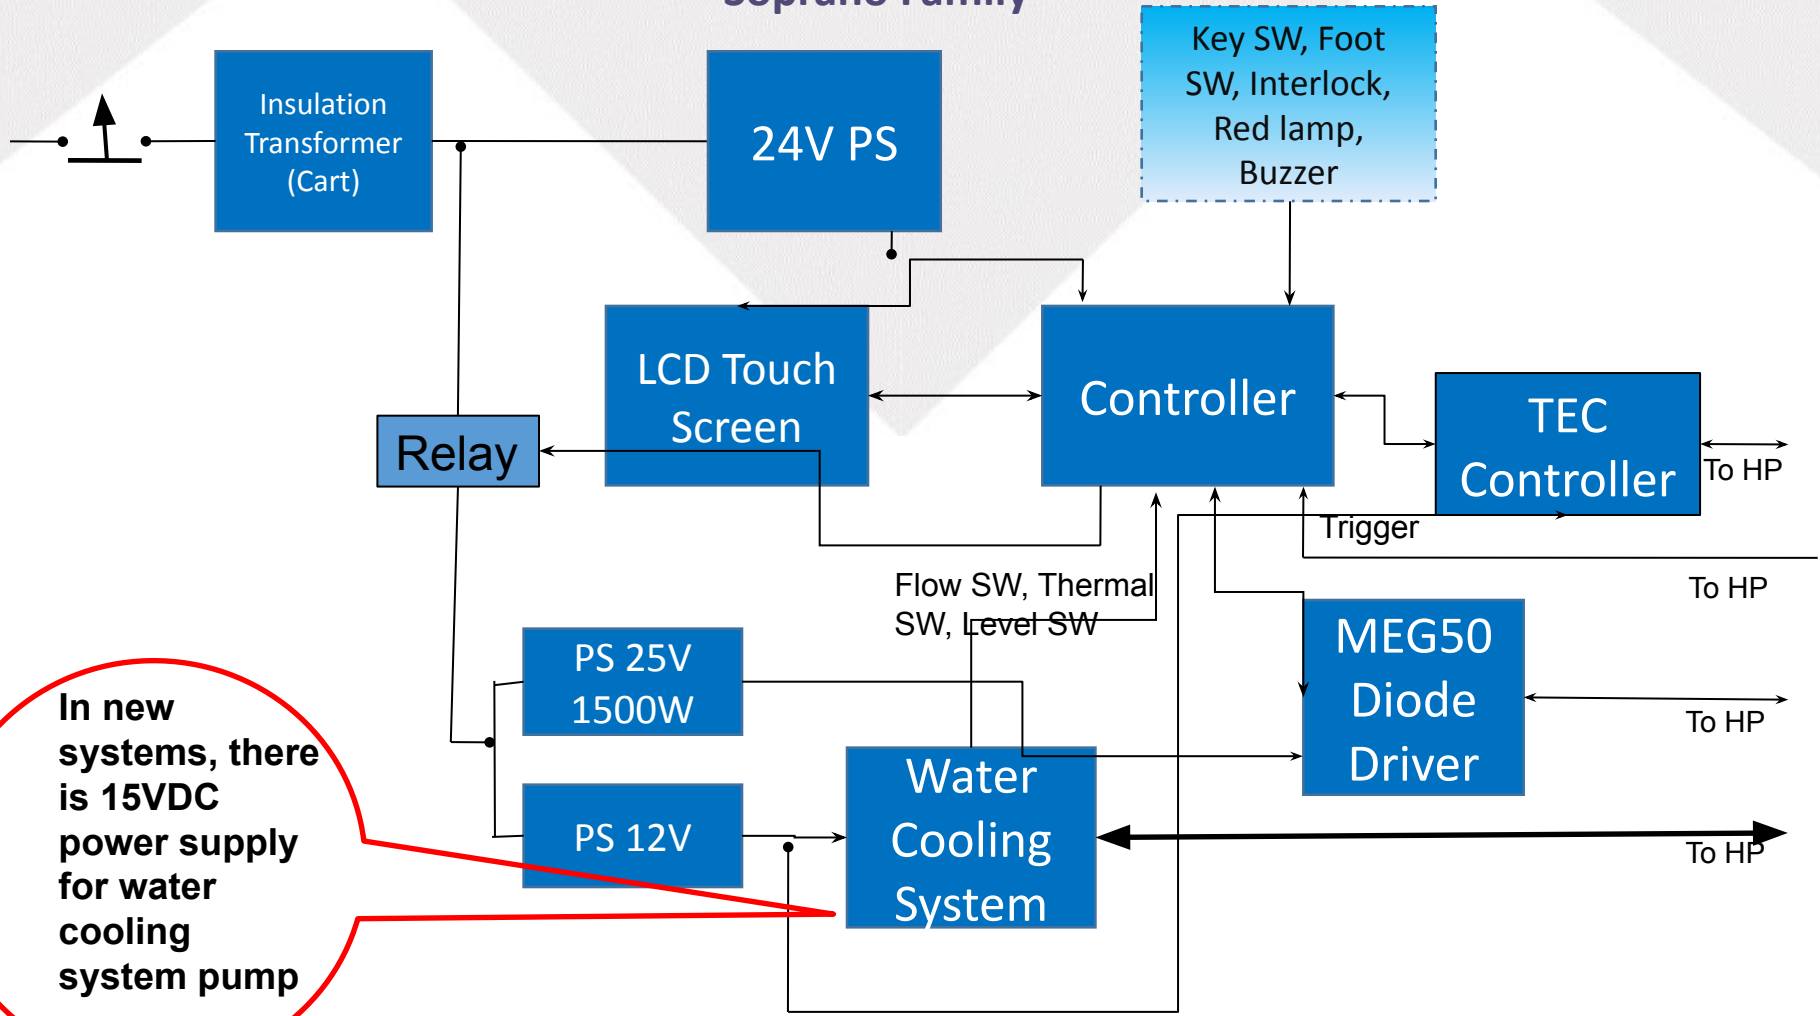 Soprano Family
Key SW, Foot
SW, Interlock,
Red lamp,
Buzzer
Insulation
Transformer
(Cart)
24V PS
LCD Touch
Screen
Controller
TEC
Controller
To HP
Relay
Trigger
To HP
Flow SW, Thermal
SW, Level SW
PS 25V
1500W
MEG50
Diode
Driver
To HP
In new
systems, there
is 15VDC
power supply
for water
cooling
system pump
PS 12V
Water
Cooling
System
To HP